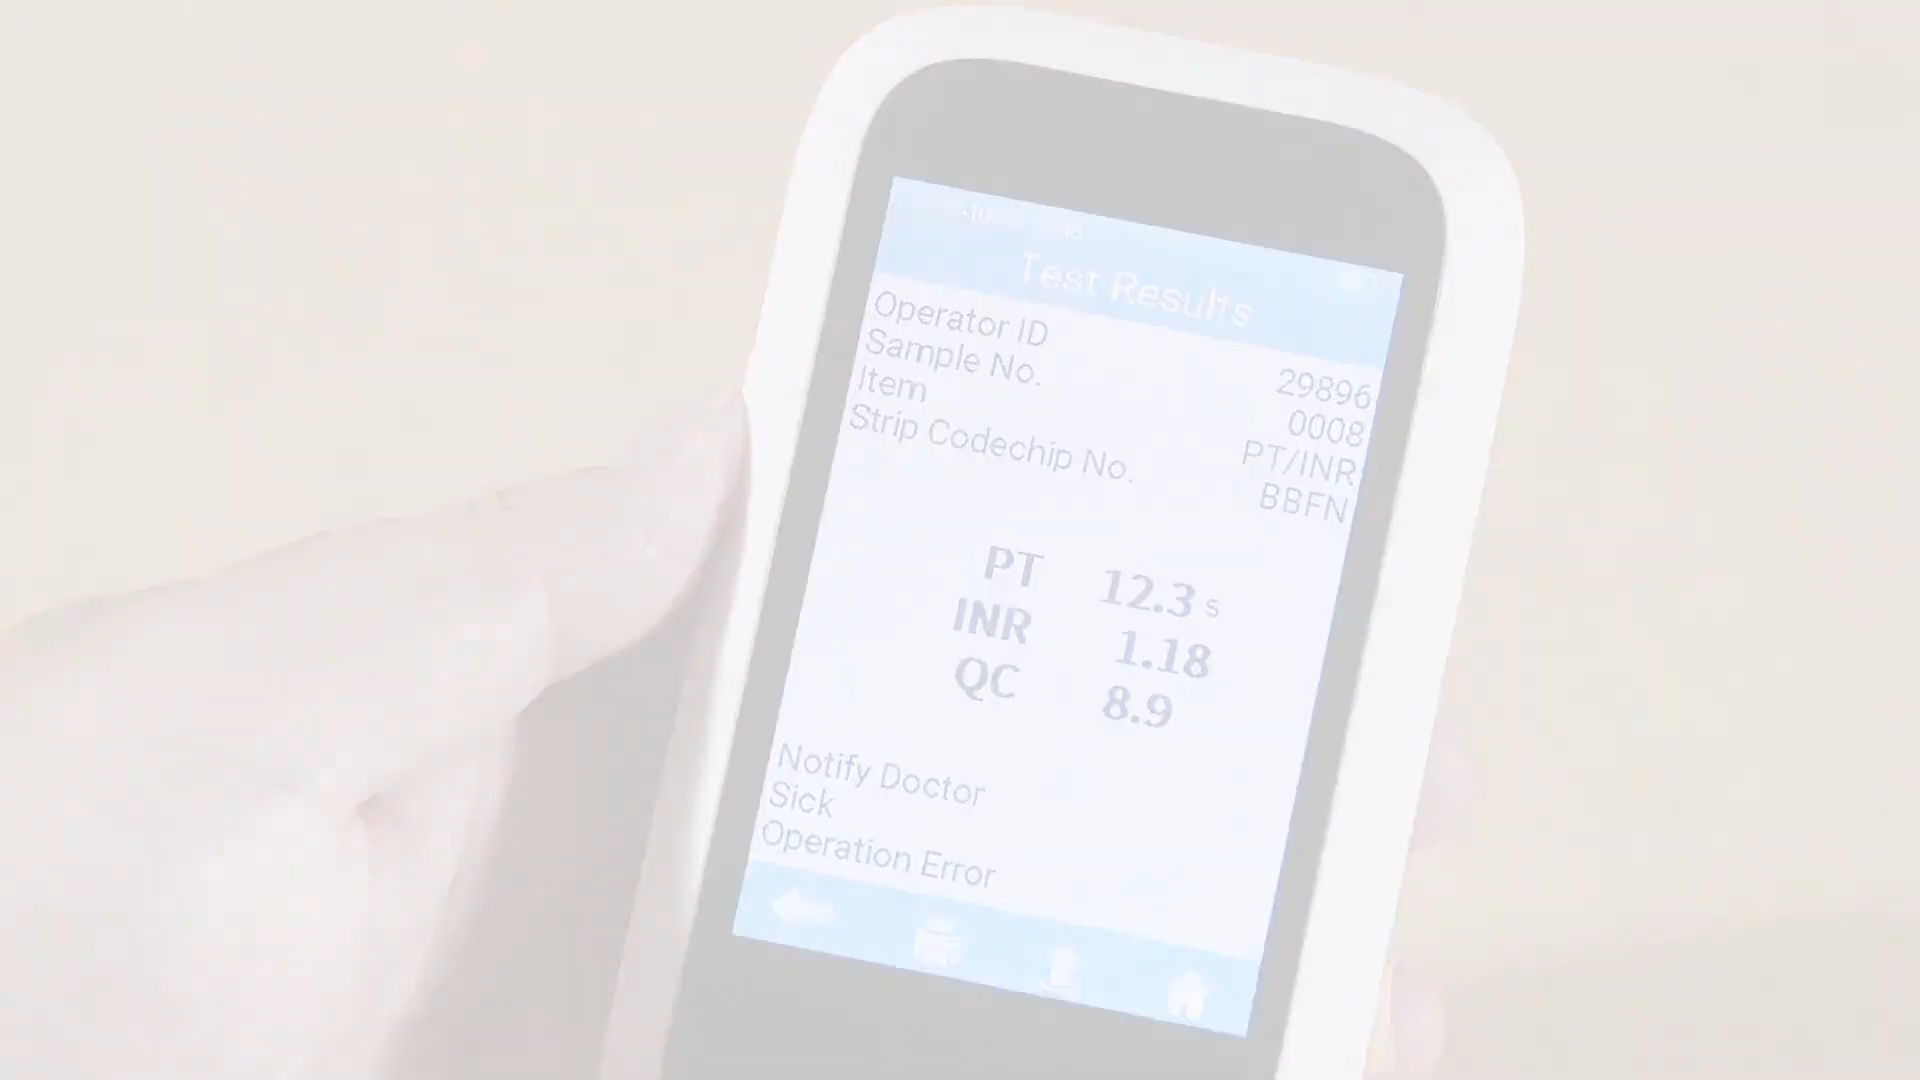 Test Results
Operator ID 29896
Sample No. 0008
Item PT/INR
Strip Codechip No. BBFN
PT 12.3 s
INR 1.18
QC 8.9
Notify Doctor
Sick
Operation Error